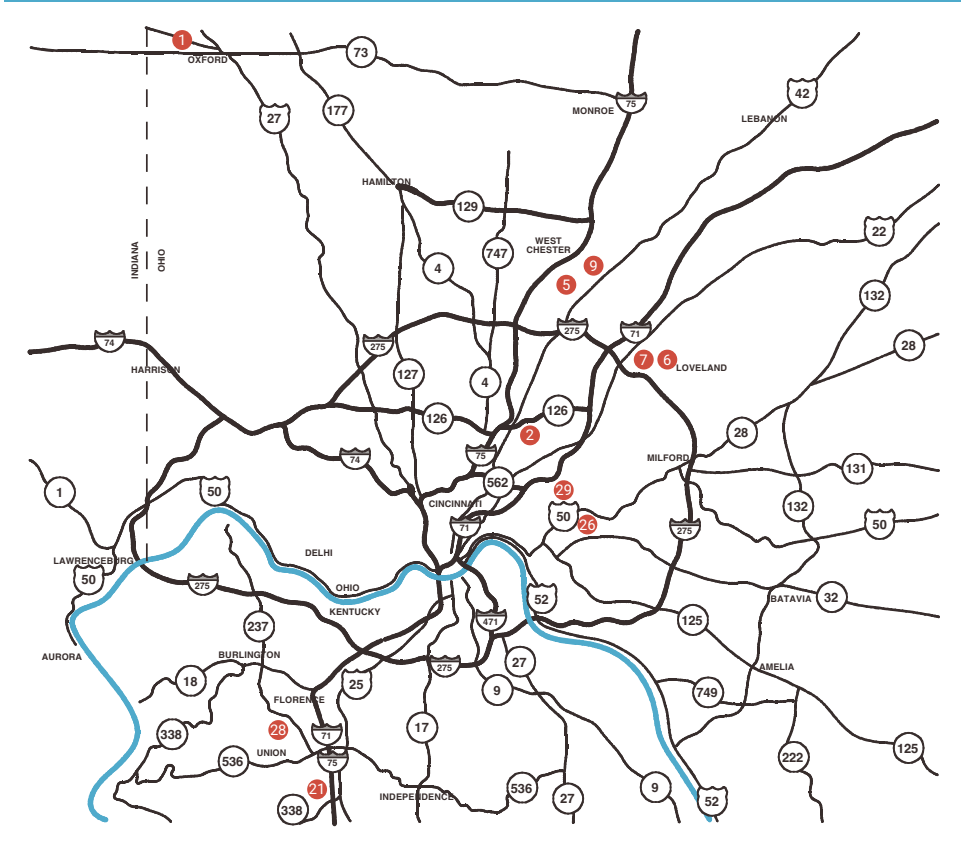 1
OXFORD
73
42
75
MONROE
177
27
LEBANON
HAMILTON
129
22
WEST
CHESTER
747
INDIANA
OHIO
4
9
5
132
275
71
74
275
28
7
6
LOVELAND
HARRISON
127
4
126
126
28
2
75
74
MILFORD
131
1
562
50
29
CINCINNATI
132
50
26
50
71
275
DELHI
LAWRENCEBURG
50
275
OHIO
KENTUCKY
52
32
BATAVIA
471
125
237
AURORA
BURLINGTON
27
275
AMELIA
18
25
9
749
FLORENCE
17
28
338
71
UNION
125
75
222
536
21
INDEPENDENCE
536
9
27
52
338